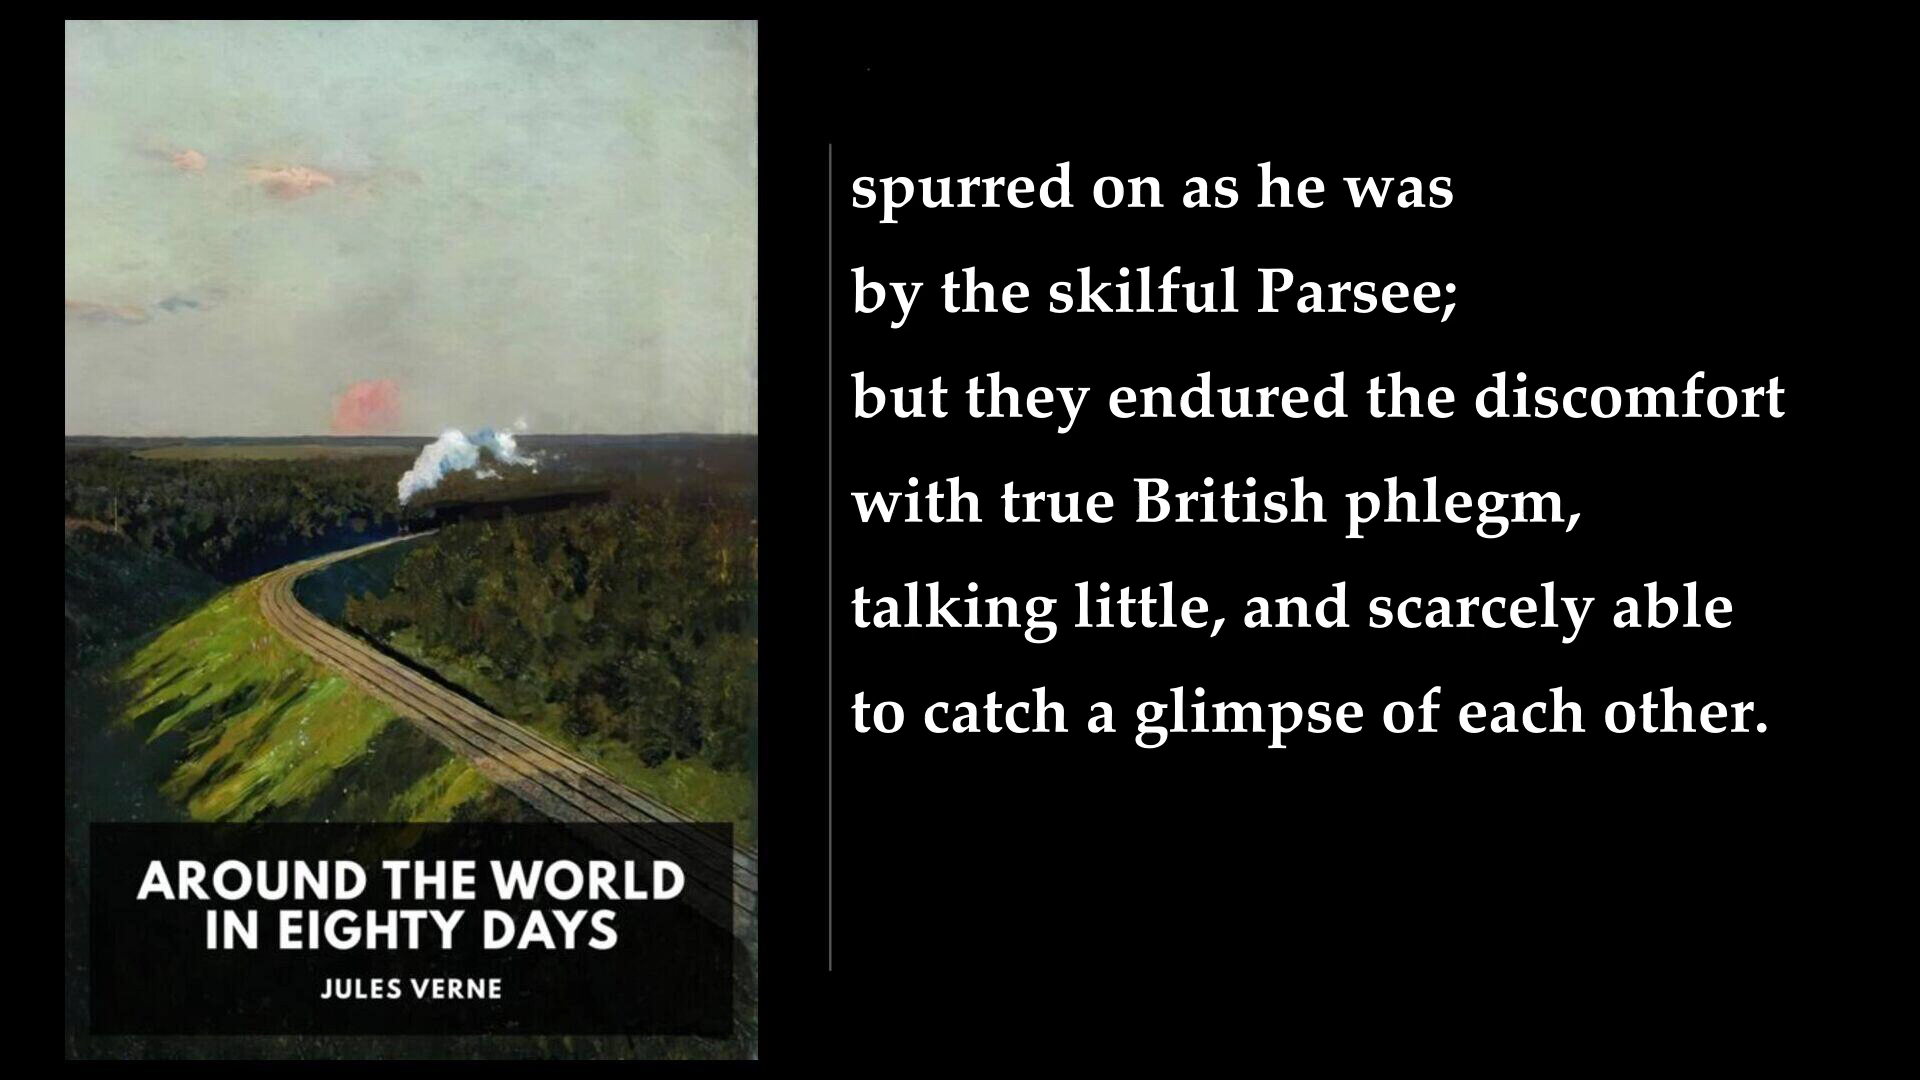 spurred on as he was
by the skilful Parsee;
but they endured the discomfort
with true British phlegm,
talking little, and scarcely able
to catch a glimpse of each other.
AROUND THE WORLD
IN EIGHTY DAYS
JULES VERNE